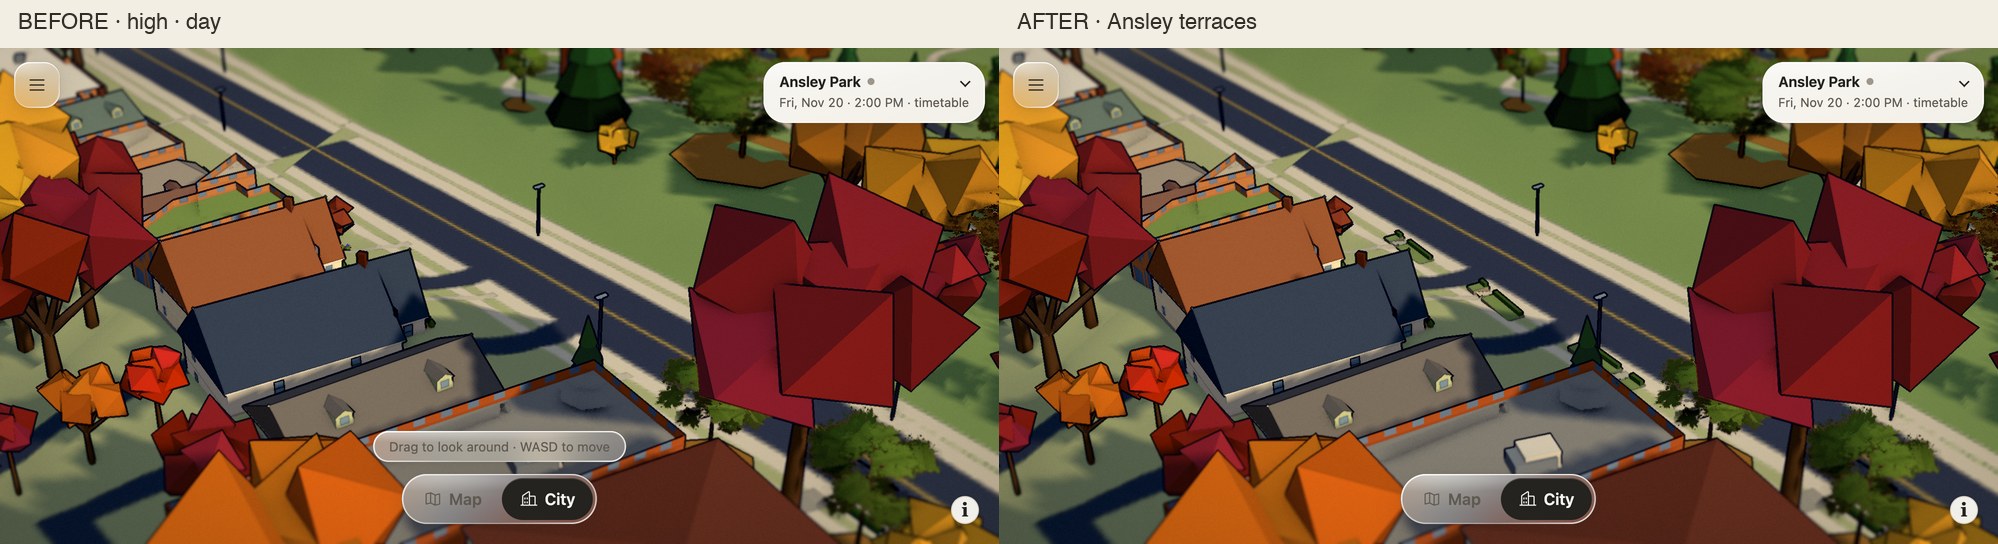 BEFORE · high · day
Ansley Park
Fri, Nov 20 · 2:00 PM · timetable
Drag to look around · WASD to move
Map
City
i
AFTER · Ansley terraces
Ansley Park
Fri, Nov 20 · 2:00 PM · timetable
Map
City
i